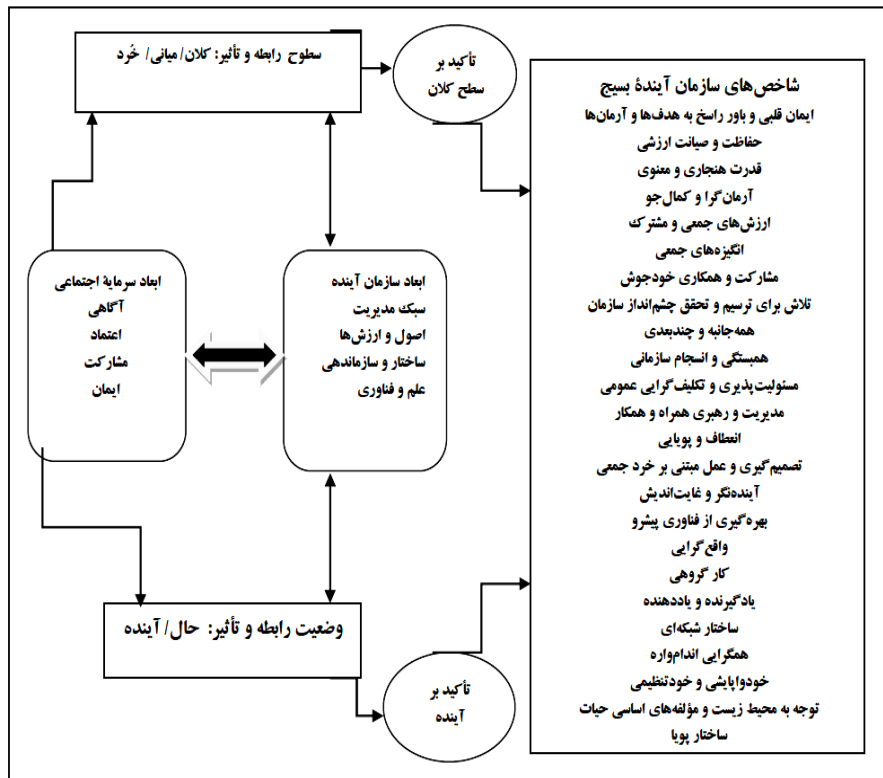 سطوح رابطه و تأثیر: کلان/ میانی/ خُرد
تأکید بر
سطح کلان
شاخص‌های سازمان آیندهٔ بسیج
ایمان قلبی و باور راسخ به هدف‌ها و آرمان‌ها
حفاظت و صیانت ارزشی
قدرت هنجاری و معنوی
آرمان‌گرا و کمال‌جو
ارزش‌های جمعی و مشترک
انگیزه‌های جمعی
مشارکت و همکاری خودجوش
تلاش برای ترسیم و تحقق چشم‌انداز سازمان
همه‌جانبه و چندبعدی
همبستگی و انسجام سازمانی
مسئولیت‌پذیری و تکلیف‌گرایی عمومی
مدیریت و رهبری همراه و همکار
انعطاف و پویایی
تصمیم‌گیری و عمل مبتنی بر خرد جمعی
آینده‌نگر و غایت‌اندیش
بهره‌گیری از فناوری پیشرو
واقع‌گرایی
کار گروهی
یادگیرنده و یاددهنده
ساختار شبکه‌ای
همگرایی اندام‌واره
خودواپایشی و خودتنظیمی
توجه به محیط زیست و مؤلفه‌های اساسی حیات
ساختار پویا
ابعاد سازمان آینده
سبک مدیریت
اصول و ارزش‌ها
ساختار و سازماندهی
علم و فناوری
ابعاد سرمایهٔ اجتماعی
آگاهی
اعتماد
مشارکت
ایمان
وضعیت رابطه و تأثیر: حال/ آینده
تأکید بر
آینده